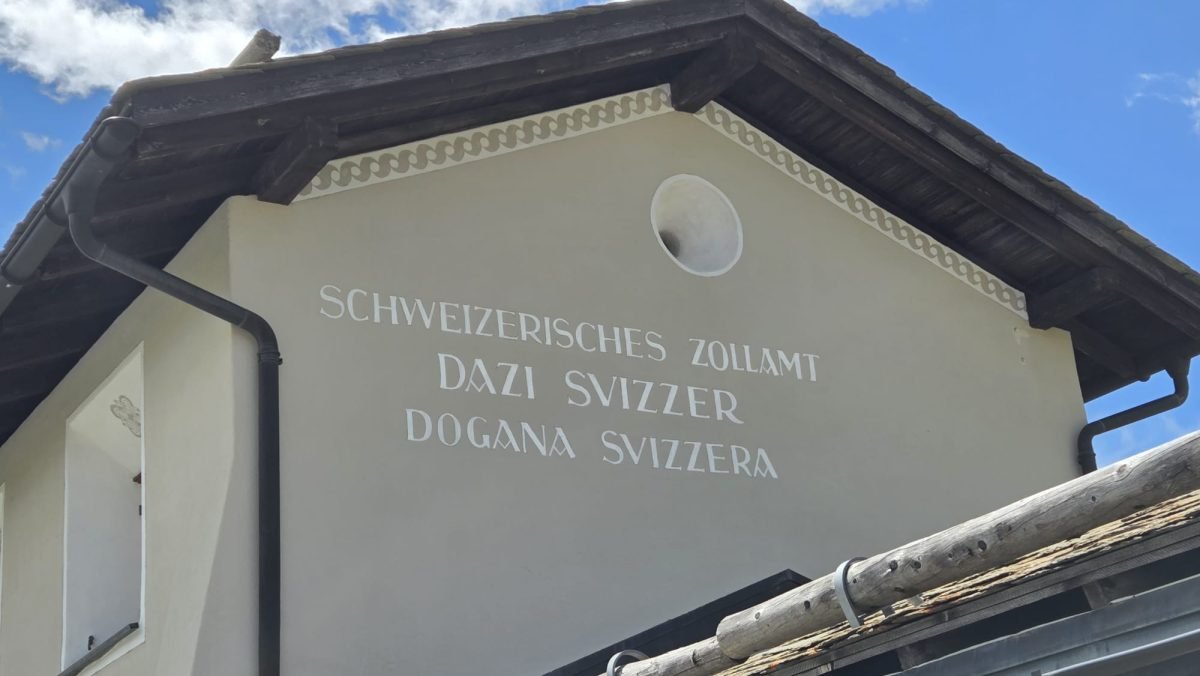 SCHWEIZERISCHES ZOLLAMT
DAZI SVIZZER
DOGANA SVIZZERA